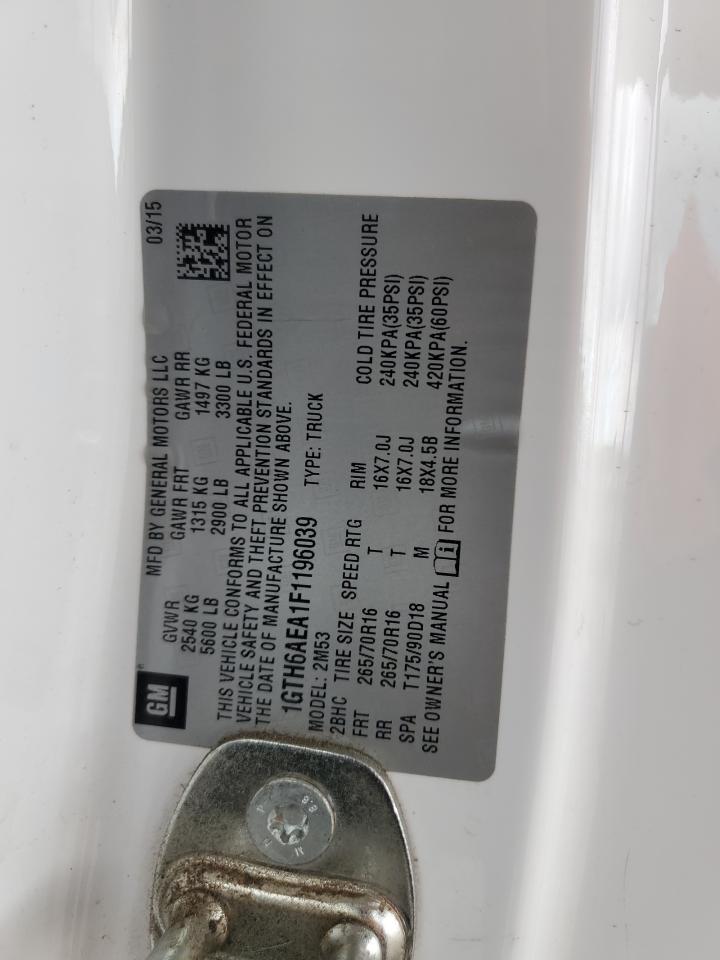 GM
MFD BY GENERAL MOTORS LLC 03/15
GVWR GAWR FRT GAWR RR
2540 KG 1315 KG 1497 KG
5600 LB 2900 LB 3300 LB
THIS VEHICLE CONFORMS TO ALL APPLICABLE U.S. FEDERAL MOTOR
VEHICLE SAFETY AND THEFT PREVENTION STANDARDS IN EFFECT ON
THE DATE OF MANUFACTURE SHOWN ABOVE.
1GTH6AEA1F1196039 TYPE: TRUCK
MODEL: 2M53
2BHC TIRE SIZE SPEED RTG RIM COLD TIRE PRESSURE
FRT 265/70R16 T 16X7.0J 240KPA(35PSI)
RR 265/70R16 T 16X7.0J 240KPA(35PSI)
SPA T175/90D18 M 18X4.5B 420KPA(60PSI)
SEE OWNER'S MANUAL FOR MORE INFORMATION.
8.8